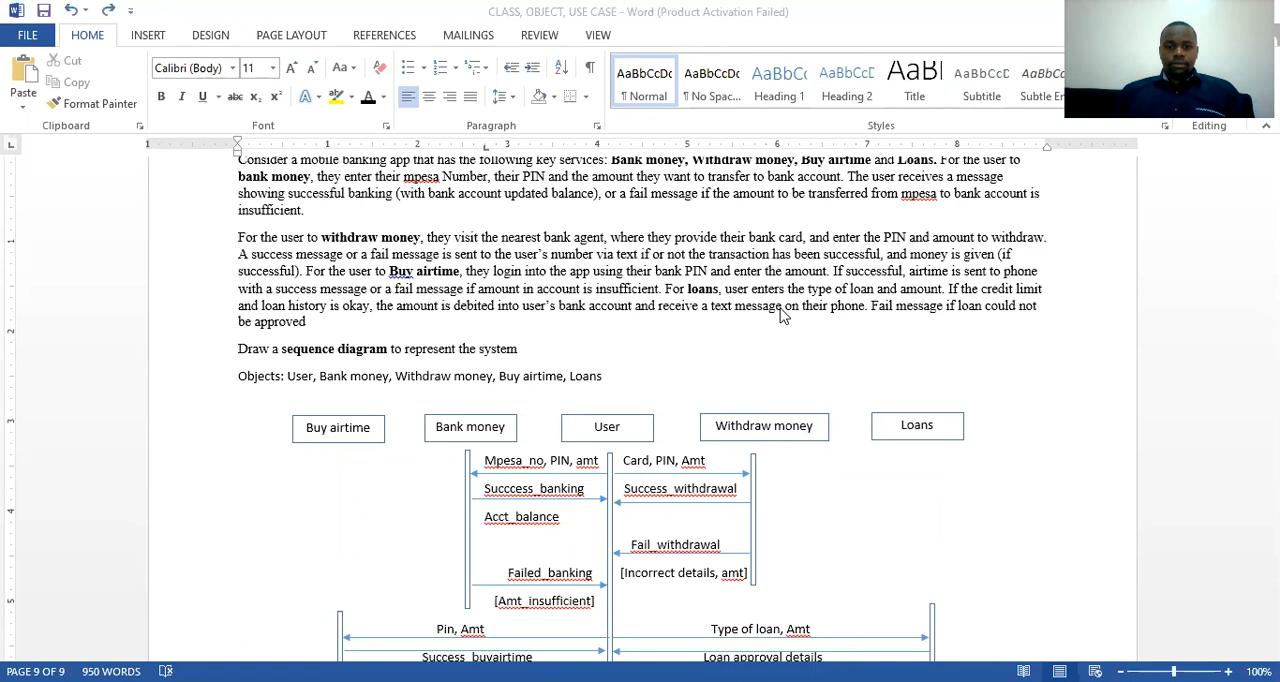 CLASS, OBJECT, USE CASE - Word (Product Activation Failed)
FILE HOME INSERT DESIGN PAGE LAYOUT REFERENCES MAILINGS REVIEW VIEW
Cut
Copy
Format Painter
Paste
Clipboard
Calibri (Body) 11
Font
Paragraph
AaBbCcDc AaBbCcDc AaBbCc AaBbCcC AaBb AaBbCcD AaBbCcDc
¶ Normal ¶ No Spac... Heading 1 Heading 2 Title Subtitle Subtle Em
Styles
Editing
Consider a mobile banking app that has the following key services: Bank money, Withdraw money, Buy airtime and Loans. For the user to
bank money, they enter their mpesa Number, their PIN and the amount they want to transfer to bank account. The user receives a message
showing successful banking (with bank account updated balance), or a fail message if the amount to be transferred from mpesa to bank account is
insufficient.
For the user to withdraw money, they visit the nearest bank agent, where they provide their bank card, and enter the PIN and amount to withdraw.
A success message or a fail message is sent to the user's number via text if or not the transaction has been successful, and money is given (if
successful). For the user to Buy airtime, they login into the app using their bank PIN and enter the amount. If successful, airtime is sent to phone
with a success message or a fail message if amount in account is insufficient. For loans, user enters the type of loan and amount. If the credit limit
and loan history is okay, the amount is debited into user's bank account and receive a text message on their phone. Fail message if loan could not
be approved
Draw a sequence diagram to represent the system
Objects: User, Bank money, Withdraw money, Buy airtime, Loans
Buy airtime Bank money User Withdraw money Loans
Mpesa_no, PIN, amt Card, PIN, Amt
Succcess_banking Success_withdrawal
Acct_balance
Fail_withdrawal
Failed_banking [Incorrect details, amt]
[Amt_insufficient]
Pin, Amt Type of loan, Amt
Success_buyairtime Loan approval details
PAGE 9 OF 9 950 WORDS 100%